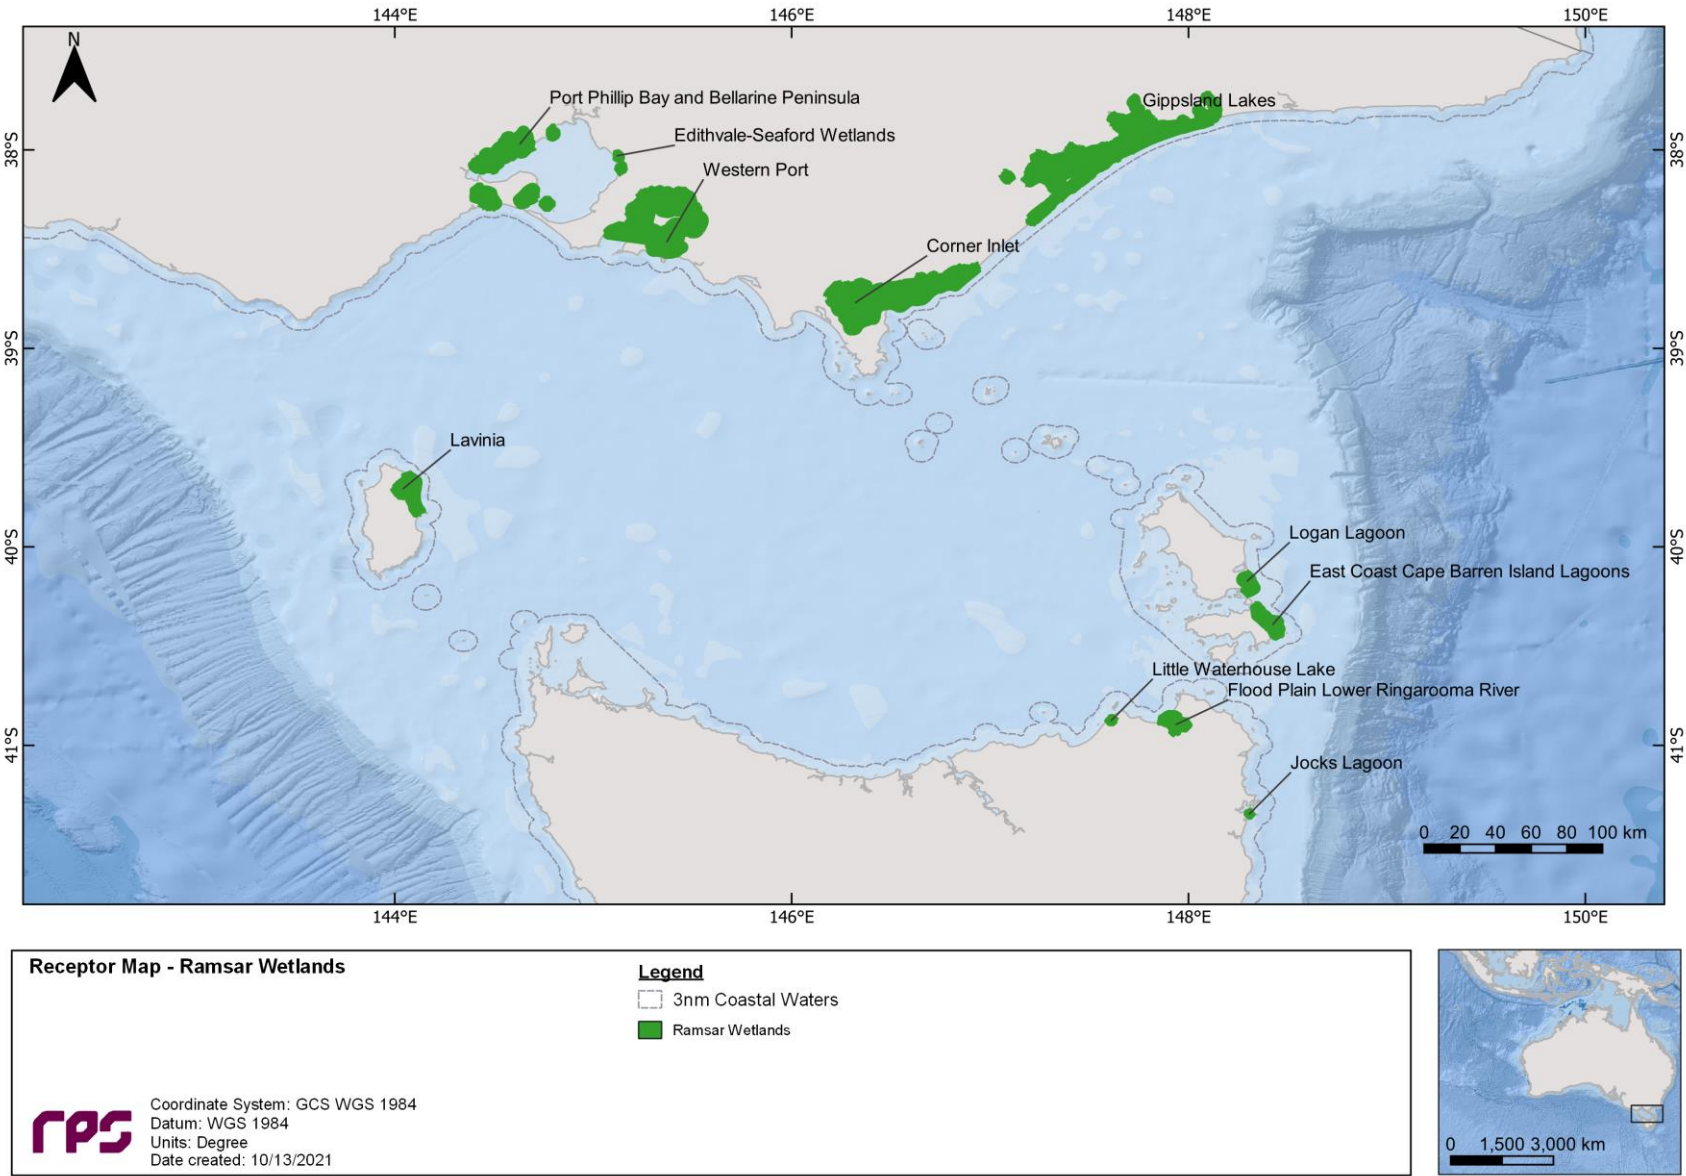 144°E
146°E
148°E
150°E
N
Port Phillip Bay and Bellarine Peninsula
Gippsland Lakes
Edithvale-Seaford Wetlands
38°S
38°S
Western Port
Corner Inlet
39°S
39°S
Lavinia
Logan Lagoon
40°S
40°S
East Coast Cape Barren Island Lagoons
Little Waterhouse Lake
Flood Plain Lower Ringarooma River
41°S
41°S
Jocks Lagoon
0 20 40 60 80 100 km
144°E
146°E
148°E
150°E
Receptor Map - Ramsar Wetlands
Legend
3nm Coastal Waters
Ramsar Wetlands
rps
Coordinate System: GCS WGS 1984
Datum: WGS 1984
Units: Degree
Date created: 10/13/2021
0 1,500 3,000 km